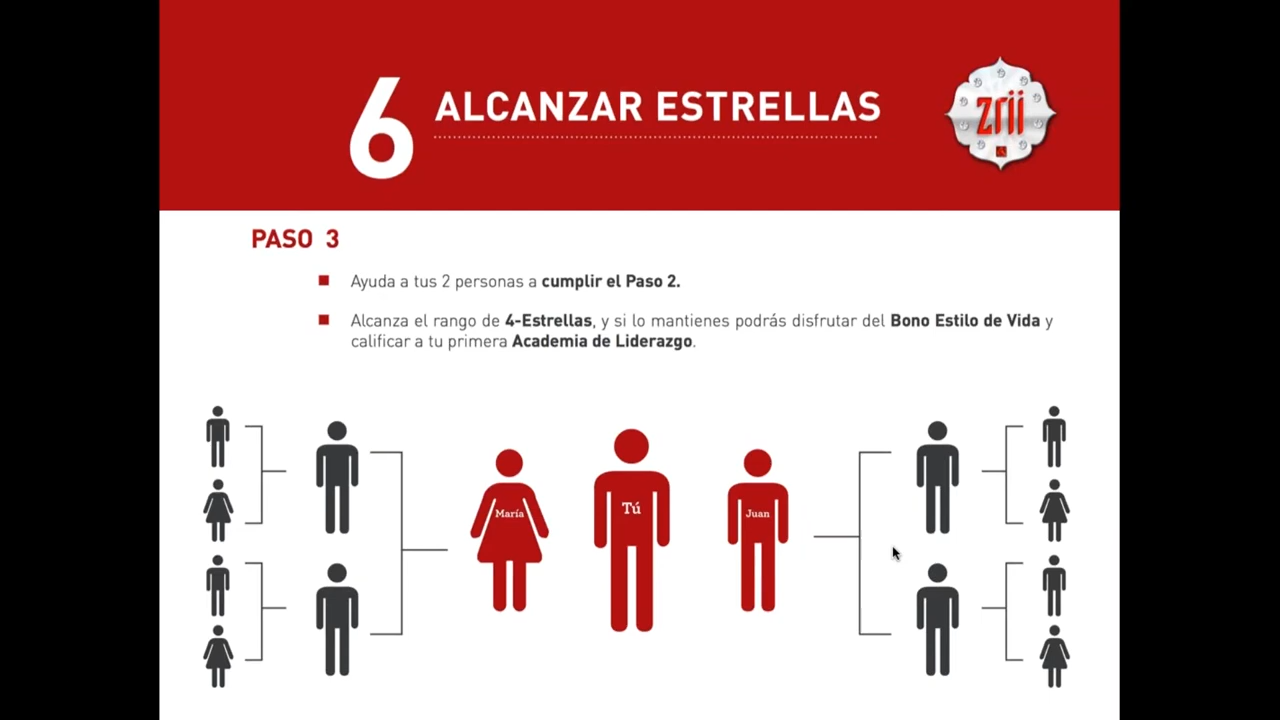 6
ALCANZAR ESTRELLAS
zrii
PASO 3
Ayuda a tus 2 personas a cumplir el Paso 2.
Alcanza el rango de 4-Estrellas, y si lo mantienes podrás disfrutar del Bono Estilo de Vida y
calificar a tu primera Academia de Liderazgo.
María
Tú
Juan